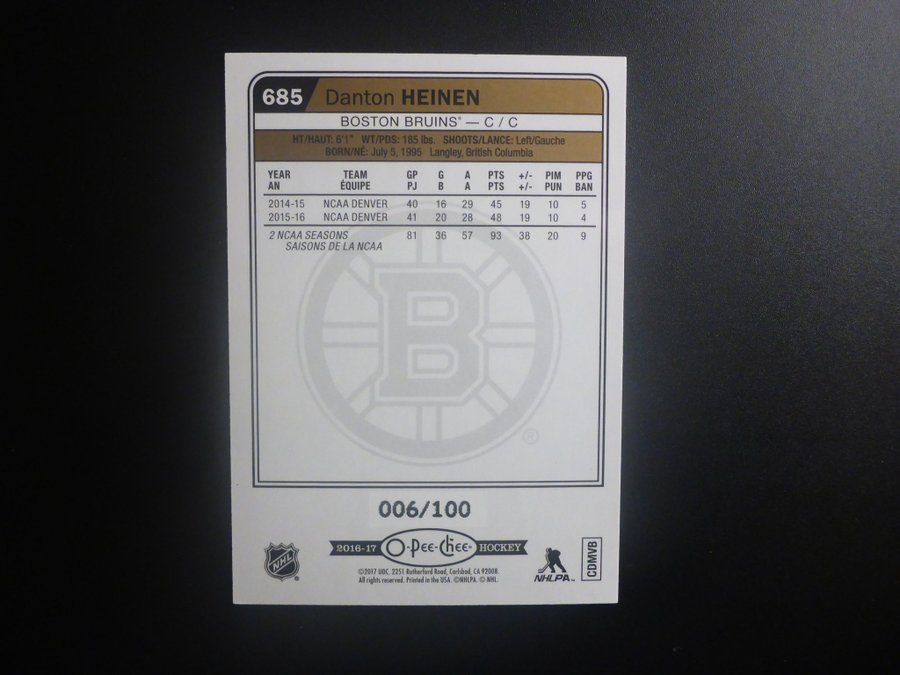 685 Danton HEINEN
BOSTON BRUINS® — C / C
HT/HAUT: 6'1" WT/PDS: 185 lbs. SHOOTS/LANCE: Left/Gauche
BORN/NÉ: July 5, 1995 Langley, British Columbia
YEAR TEAM GP G A PTS +/- PIM PPG
AN ÉQUIPE PJ B A PTS +/- PUN BAN
2014-15 NCAA DENVER 40 16 29 45 19 10 5
2015-16 NCAA DENVER 41 20 28 48 19 10 4
2 NCAA SEASONS 81 36 57 93 38 20 9
SAISONS DE LA NCAA
B
®
006/100
NHL
2016-17 O-Pee-Chee® HOCKEY
©2017 UDC. 2251 Rutherford Road, Carlsbad, CA 92008.
All rights reserved. Printed in the USA. ©NHLPA. © NHL.
NHLPA™
CDMVB